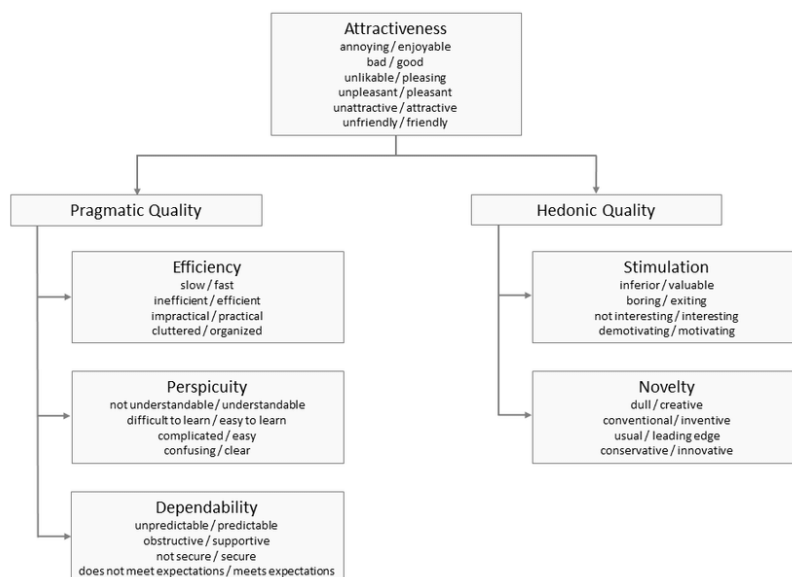 Attractiveness
annoying / enjoyable
bad / good
unlikable / pleasing
unpleasant / pleasant
unattractive / attractive
unfriendly / friendly
Pragmatic Quality
Efficiency
slow / fast
inefficient / efficient
impractical / practical
cluttered / organized
Perspicuity
not understandable / understandable
difficult to learn / easy to learn
complicated / easy
confusing / clear
Dependability
unpredictable / predictable
obstructive / supportive
not secure / secure
does not meet expectations / meets expectations
Hedonic Quality
Stimulation
inferior / valuable
boring / exiting
not interesting / interesting
demotivating / motivating
Novelty
dull / creative
conventional / inventive
usual / leading edge
conservative / innovative